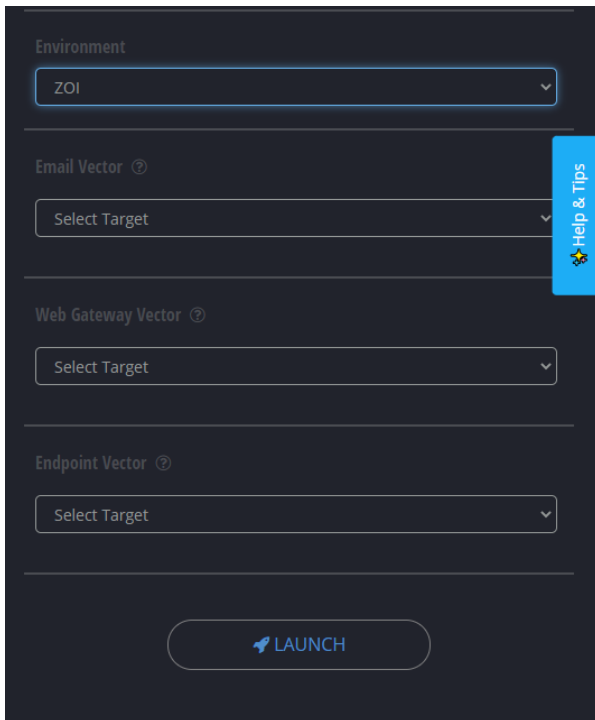 Environment
ZOI
Email Vector
Select Target
Help & Tips
Web Gateway Vector
Select Target
Endpoint Vector
Select Target
LAUNCH